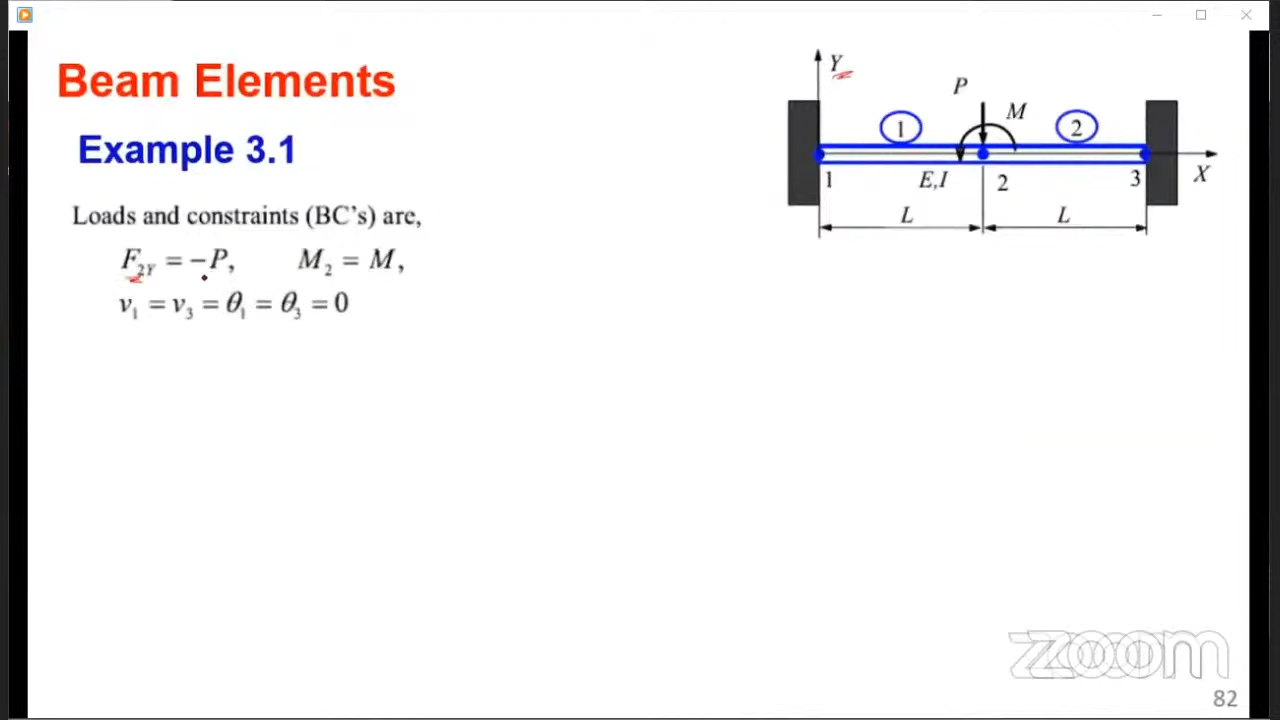 Beam Elements
Example 3.1
Loads and constraints (BC's) are,
F₂Y = −P, M₂ = M,
v₁ = v₃ = θ₁ = θ₃ = 0
Y
P
M
1 2
1 E,I 2 3 X
L L
zoom
82